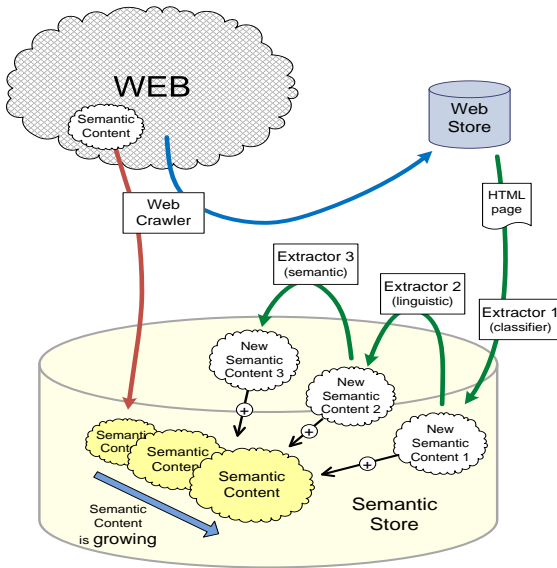 WEB
Semantic
Content
Web
Store
Web
Crawler
HTML
page
Extractor 3
(semantic)
Extractor 2
(linguistic)
Extractor 1
(classifier)
New
Semantic
Content 3
New
Semantic
Content 2
New
Semantic
Content 1
+
+
+
Semantic
Content
Semantic
Content
Semantic
Content
Semantic
Store
Semantic
Content
is growing